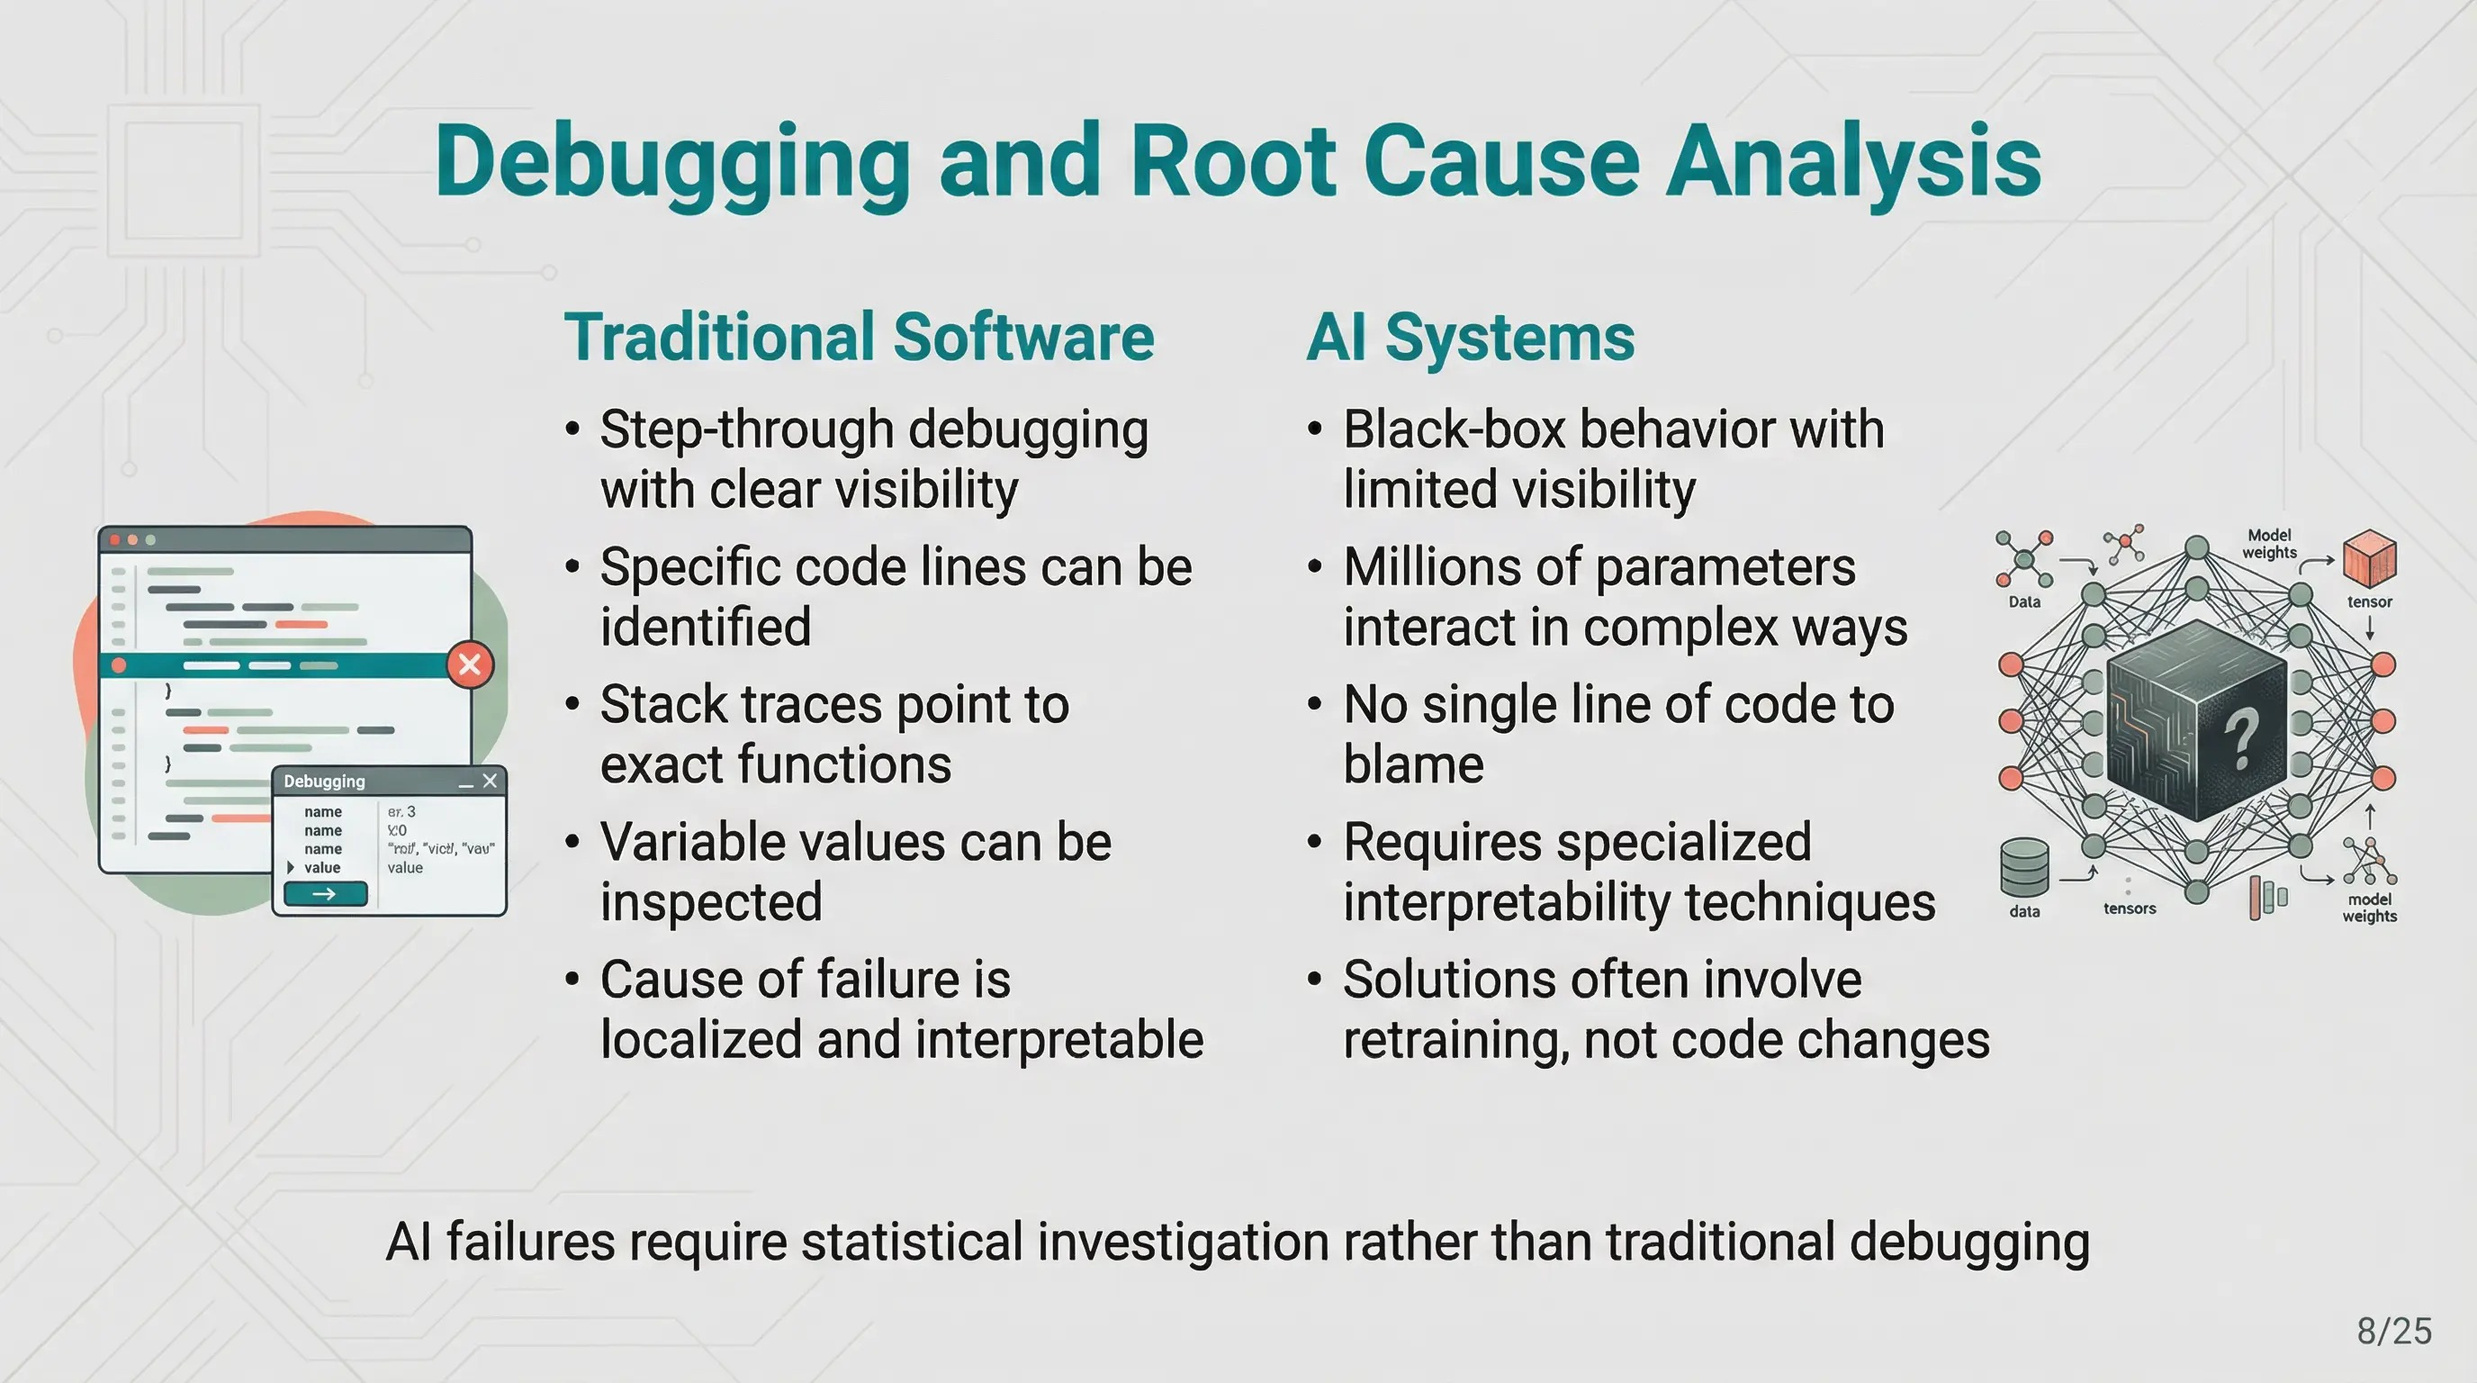 Debugging and Root Cause Analysis
Traditional Software
• Step-through debugging
with clear visibility
• Specific code lines can be
identified
• Stack traces point to
exact functions
• Variable values can be
inspected
• Cause of failure is
localized and interpretable
AI Systems
• Black-box behavior with
limited visibility
• Millions of parameters
interact in complex ways
• No single line of code to
blame
• Requires specialized
interpretability techniques
• Solutions often involve
retraining, not code changes
}
}
Debugging
name
name
name
value value
Data
Model
weights
tensor
?
data
tensors
model
weights
AI failures require statistical investigation rather than traditional debugging
8/25